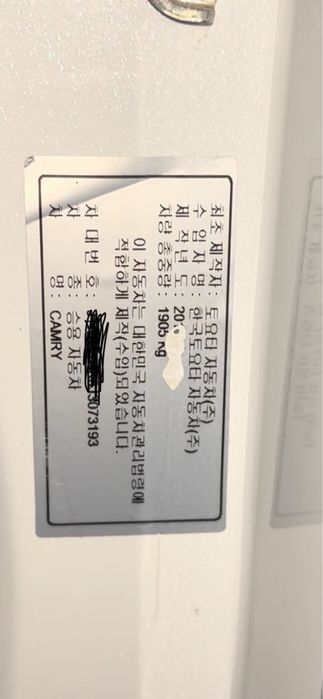 최초 제작자 : 토요타 자동차(주)
수 입 자 명 : 한국토요타 자동차(주)
제 작 년 도 : 201
차량 총중량 : 1905 kg
이 자동차는 대한민국 자동차관리법령에
적합하게 제작(수입)되었습니다.
차 대 번 호 : 3073193
차 종 : 승용 자동차
차 명 : CAMRY